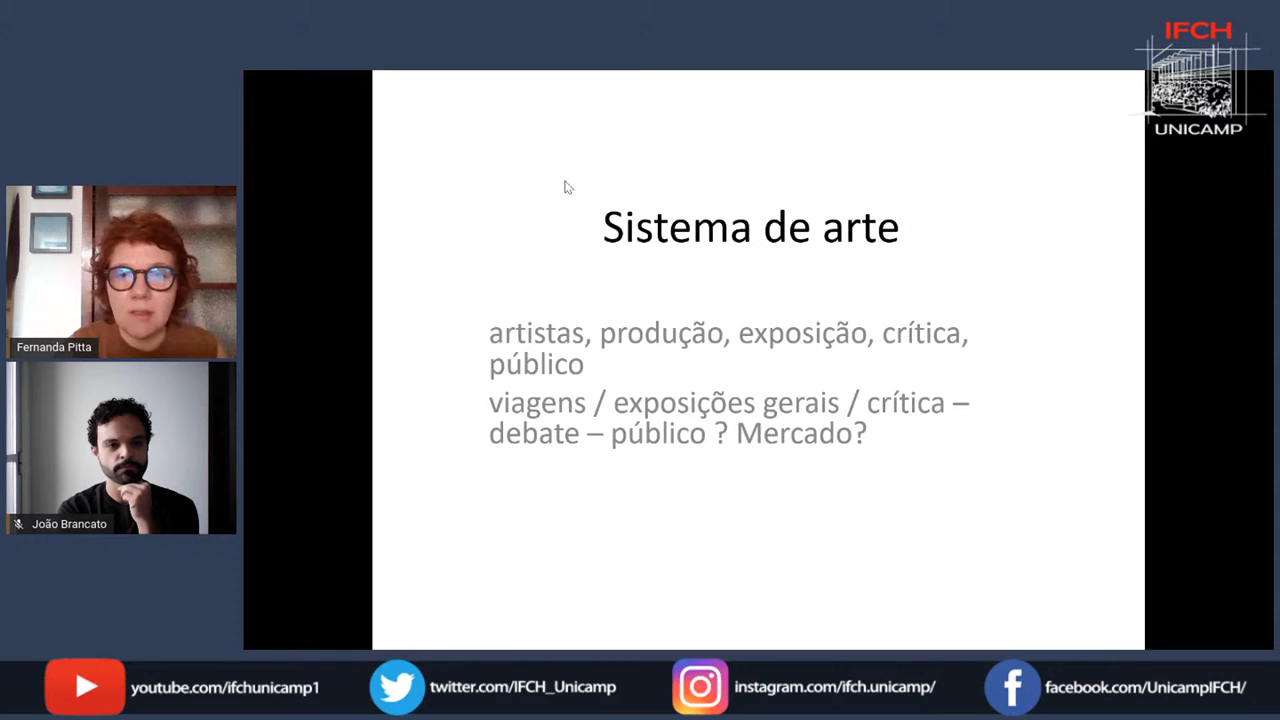 IFCH
UNICAMP
Sistema de arte
artistas, produção, exposição, crítica,
público
viagens / exposições gerais / crítica –
debate – público ? Mercado?
Fernanda Pitta
João Brancato
youtube.com/ifchunicamp1
twitter.com/IFCH_Unicamp
instagram.com/ifch.unicamp/
facebook.com/UnicampIFCH/